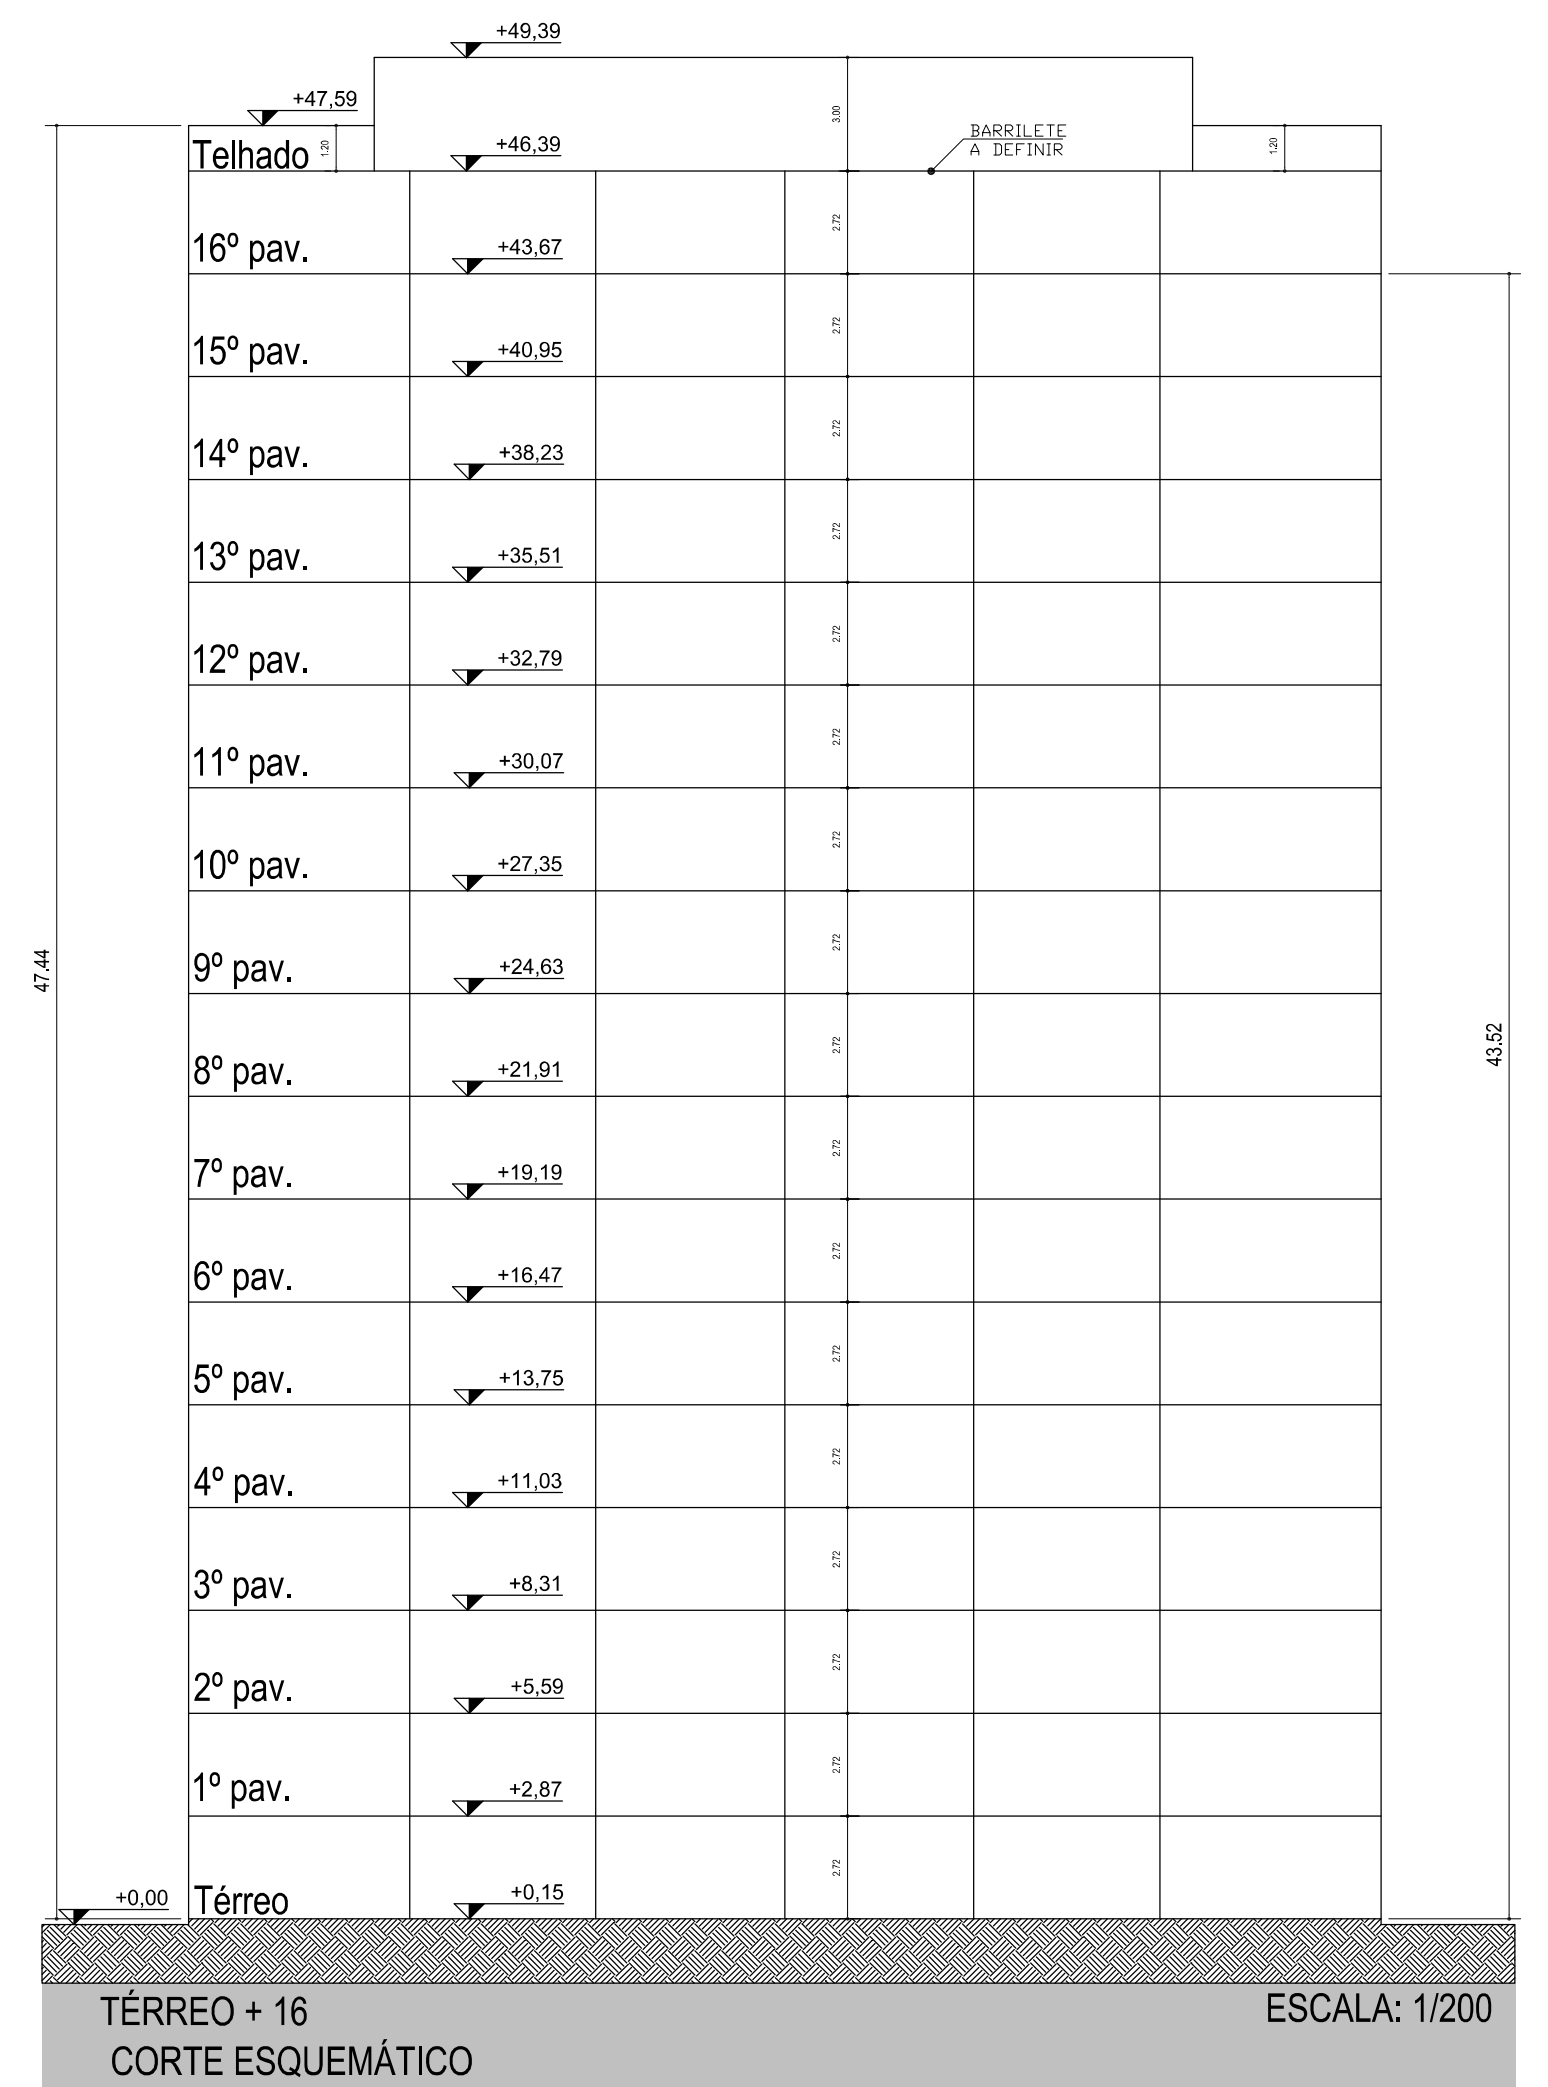 +49,39
+47,59
3.00
BARRILETE
A DEFINIR
Telhado
1.20
+46,39
1.20
2.72
16º pav.
+43,67
2.72
15º pav.
+40,95
2.72
14º pav.
+38,23
2.72
13º pav.
+35,51
2.72
12º pav.
+32,79
2.72
11º pav.
+30,07
2.72
10º pav.
+27,35
2.72
9º pav.
+24,63
47.44
2.72
8º pav.
+21,91
43.52
2.72
7º pav.
+19,19
2.72
6º pav.
+16,47
2.72
5º pav.
+13,75
2.72
4º pav.
+11,03
2.72
3º pav.
+8,31
2.72
2º pav.
+5,59
2.72
1º pav.
+2,87
2.72
+0,00
Térreo
+0,15
TÉRREO + 16
ESCALA: 1/200
CORTE ESQUEMÁTICO